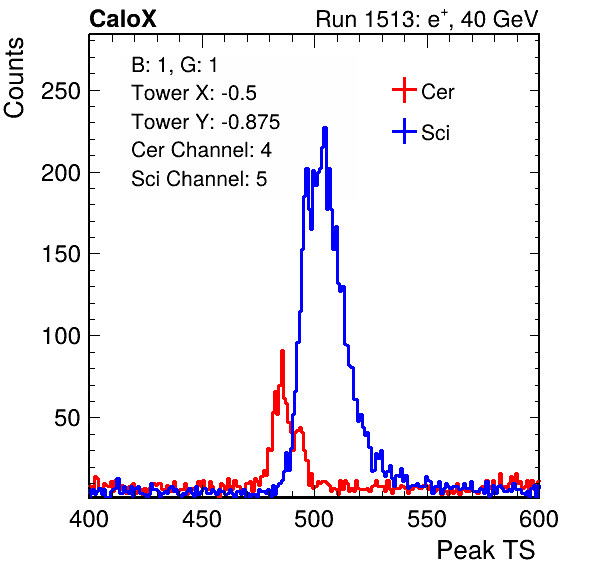 CaloX Run 1513: e⁺, 40 GeV
B: 1, G: 1
Tower X: -0.5
Tower Y: -0.875
Cer Channel: 4
Sci Channel: 5
Cer
Sci
Counts
250
200
150
100
50
400 450 500 550 600
Peak TS